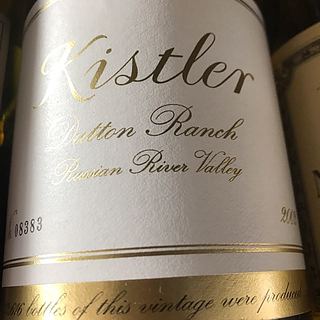 Kistler
Dutton Ranch
Russian River Valley
08383
bottles of this vintage were produced